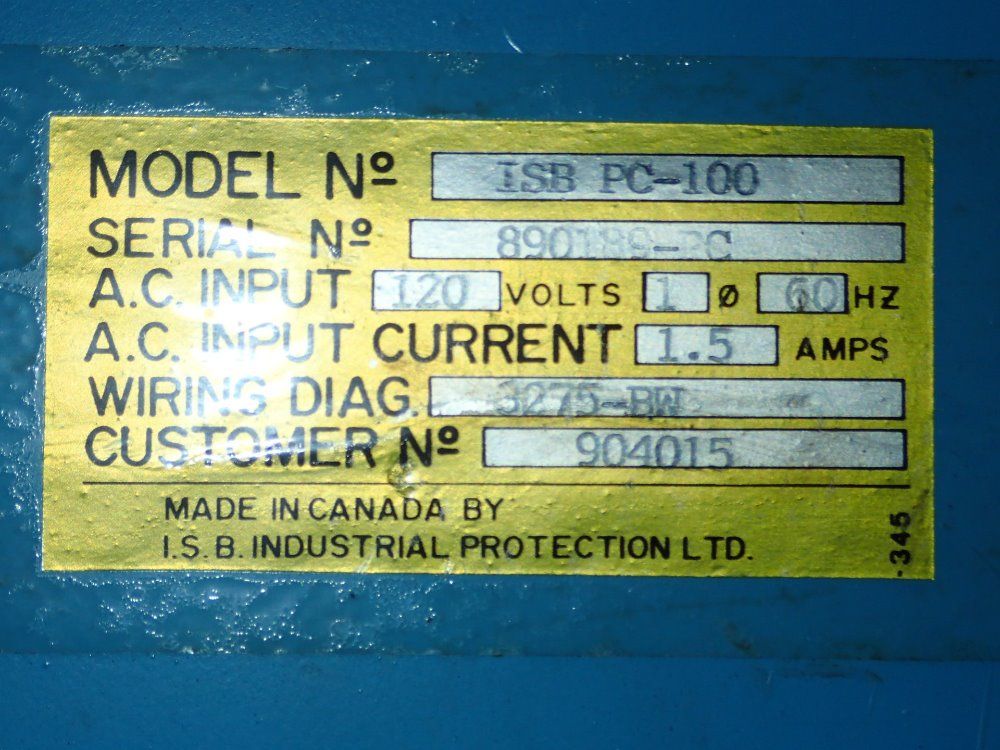 MODEL Nº ISB PC-100
SERIAL Nº
A.C. INPUT 120 VOLTS 1 Ø 60 HZ
A.C. INPUT CURRENT 1.5 AMPS
WIRING DIAG. 3275-BW
CUSTOMER Nº 904015
MADE IN CANADA BY
I.S.B. INDUSTRIAL PROTECTION LTD.
-345